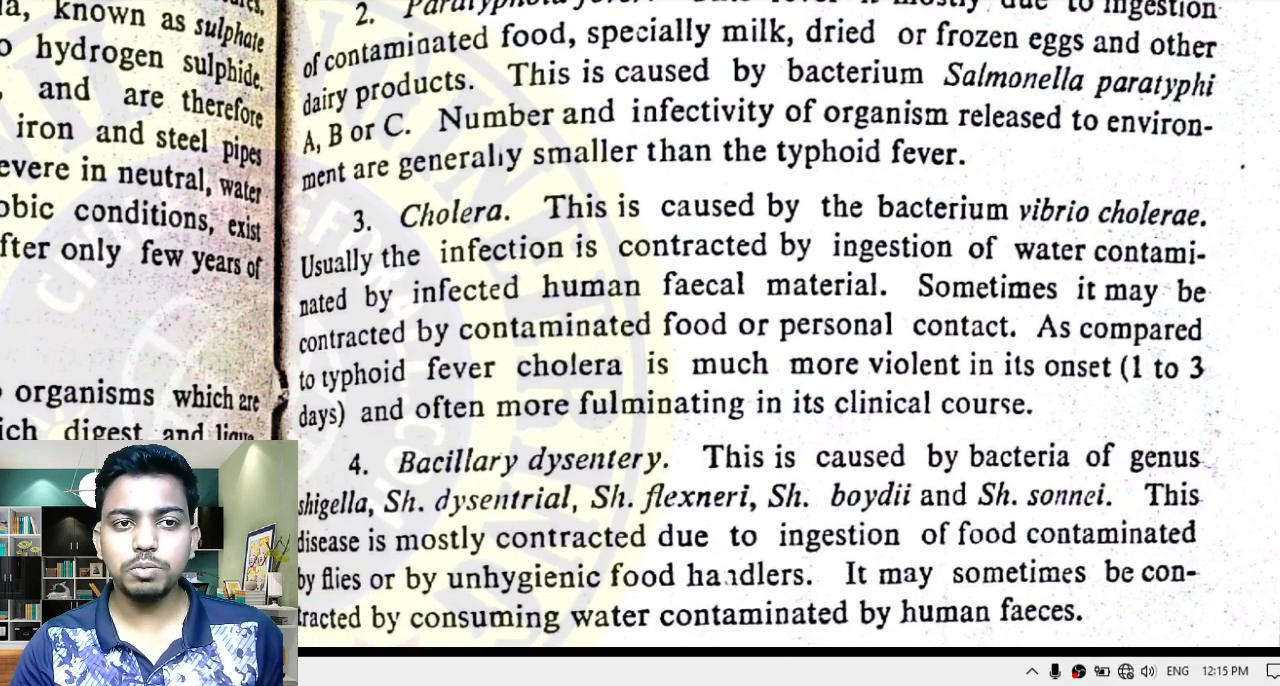 a, known as sulphate
hydrogen sulphide.
and are therefore
iron and steel pipes
evere in neutral, water
obic conditions, exist
fter only few years of
organisms which are
ich digest and lique
2. Paratyphoid fever. to ingestion
of contaminated food, specially milk, dried or frozen eggs and other
dairy products. This is caused by bacterium Salmonella paratyphi
A, B or C. Number and infectivity of organism released to environ-
ment are generally smaller than the typhoid fever.
3. Cholera. This is caused by the bacterium vibrio cholerae.
Usually the infection is contracted by ingestion of water contami-
nated by infected human faecal material. Sometimes it may be
contracted by contaminated food or personal contact. As compared
to typhoid fever cholera is much more violent in its onset (1 to 3
days) and often more fulminating in its clinical course.
4. Bacillary dysentery. This is caused by bacteria of genus
shigella, Sh. dysentrial, Sh. flexneri, Sh. boydii and Sh. sonnei. This
disease is mostly contracted due to ingestion of food contaminated
by flies or by unhygienic food handlers. It may sometimes be con-
tracted by consuming water contaminated by human faeces.
ENG 12:15 PM